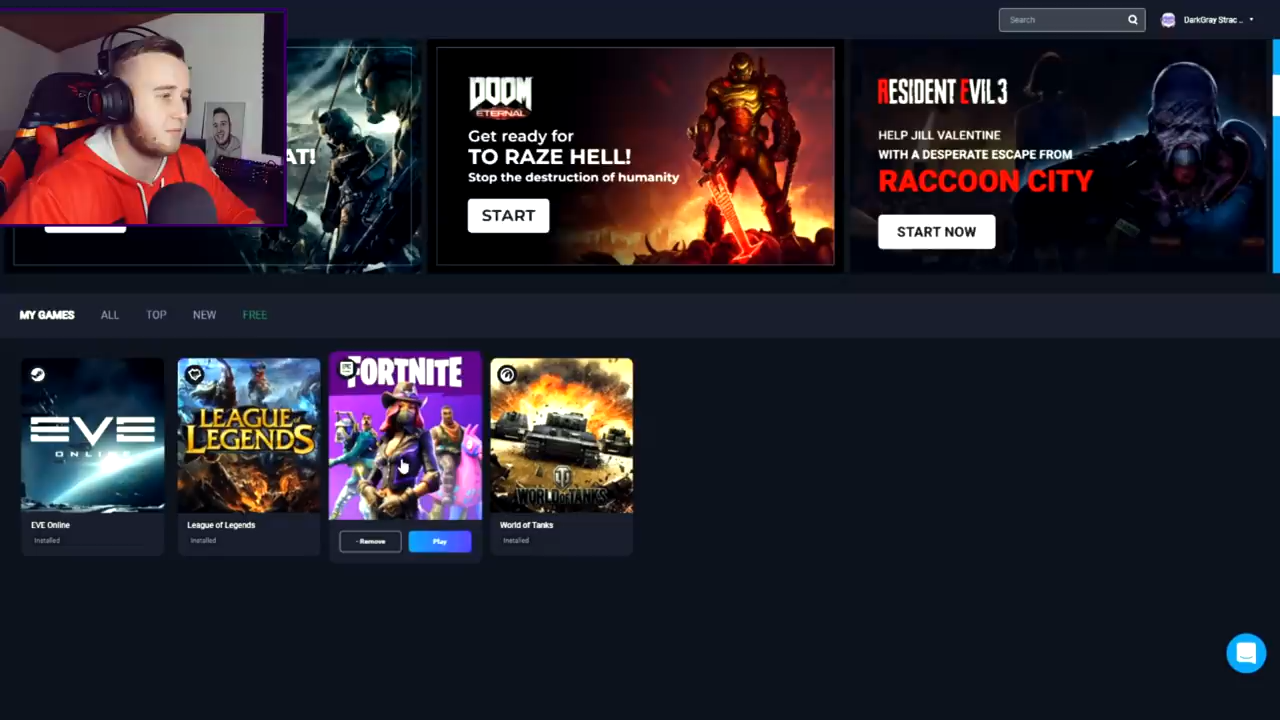 Search
DarkGray Strac ..
AT!
DOOM
ETERNAL
Get ready for
TO RAZE HELL!
Stop the destruction of humanity
START
RESIDENT EVIL 3
HELP JILL VALENTINE
WITH A DESPERATE ESCAPE FROM
RACCOON CITY
START NOW
MY GAMES
ALL
TOP
NEW
FREE
EVE
ONLINE
LEAGUE OF
LEGENDS
EPIC
FORTNITE
WORLD OF TANKS
EVE Online
Installed
League of Legends
Installed
- Remove
Play
World of Tanks
Installed